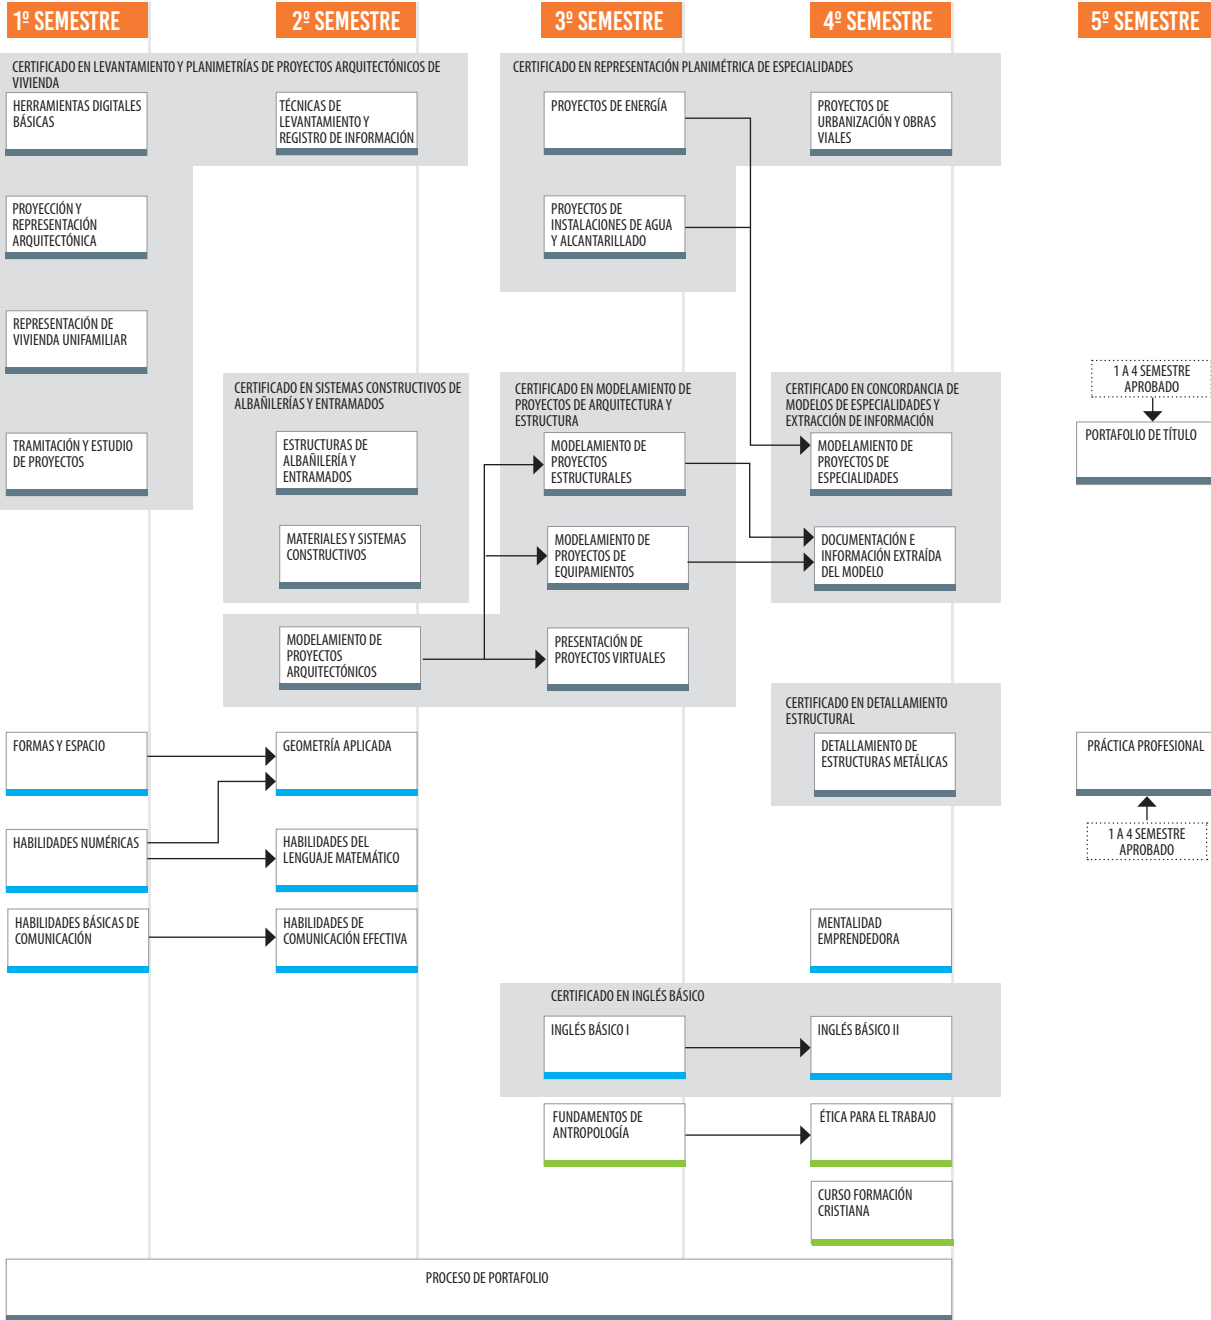 1º SEMESTRE
2º SEMESTRE
3º SEMESTRE
4º SEMESTRE
5º SEMESTRE
CERTIFICADO EN LEVANTAMIENTO Y PLANIMETRÍAS DE PROYECTOS ARQUITECTÓNICOS DE
VIVIENDA
CERTIFICADO EN REPRESENTACIÓN PLANIMÉTRICA DE ESPECIALIDADES
HERRAMIENTAS DIGITALES
BÁSICAS
TÉCNICAS DE
LEVANTAMIENTO Y
REGISTRO DE INFORMACIÓN
PROYECTOS DE ENERGÍA
PROYECTOS DE
URBANIZACIÓN Y OBRAS
VIALES
PROYECCIÓN Y
REPRESENTACIÓN
ARQUITECTÓNICA
PROYECTOS DE
INSTALACIONES DE AGUA
Y ALCANTARILLADO
REPRESENTACIÓN DE
VIVIENDA UNIFAMILIAR
CERTIFICADO EN SISTEMAS CONSTRUCTIVOS DE
ALBAÑILERÍAS Y ENTRAMADOS
CERTIFICADO EN MODELAMIENTO DE
PROYECTOS DE ARQUITECTURA Y
ESTRUCTURA
CERTIFICADO EN CONCORDANCIA DE
MODELOS DE ESPECIALIDADES Y
EXTRACCIÓN DE INFORMACIÓN
1 A 4 SEMESTRE
APROBADO
TRAMITACIÓN Y ESTUDIO
DE PROYECTOS
ESTRUCTURAS DE
ALBAÑILERÍA Y
ENTRAMADOS
MODELAMIENTO DE
PROYECTOS
ESTRUCTURALES
MODELAMIENTO DE
PROYECTOS DE
ESPECIALIDADES
PORTAFOLIO DE TÍTULO
MATERIALES Y SISTEMAS
CONSTRUCTIVOS
MODELAMIENTO DE
PROYECTOS DE
EQUIPAMIENTOS
DOCUMENTACIÓN E
INFORMACIÓN EXTRAÍDA
DEL MODELO
MODELAMIENTO DE
PROYECTOS
ARQUITECTÓNICOS
PRESENTACIÓN DE
PROYECTOS VIRTUALES
CERTIFICADO EN DETALLAMIENTO
ESTRUCTURAL
FORMAS Y ESPACIO
GEOMETRÍA APLICADA
DETALLAMIENTO DE
ESTRUCTURAS METÁLICAS
PRÁCTICA PROFESIONAL
HABILIDADES NUMÉRICAS
HABILIDADES DEL
LENGUAJE MATEMÁTICO
1 A 4 SEMESTRE
APROBADO
HABILIDADES BÁSICAS DE
COMUNICACIÓN
HABILIDADES DE
COMUNICACIÓN EFECTIVA
MENTALIDAD
EMPRENDEDORA
CERTIFICADO EN INGLÉS BÁSICO
INGLÉS BÁSICO I
INGLÉS BÁSICO II
FUNDAMENTOS DE
ANTROPOLOGÍA
ÉTICA PARA EL TRABAJO
CURSO FORMACIÓN
CRISTIANA
PROCESO DE PORTAFOLIO